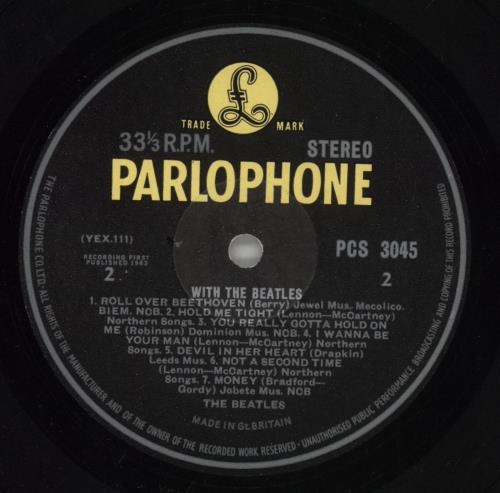 £
TRADE MARK
33⅓ R.P.M. STEREO
PARLOPHONE
(YEX.111) PCS 3045
RECORDING FIRST
PUBLISHED 1963
2. 2
WITH THE BEATLES
1. ROLL OVER BEETHOVEN (Berry) Jewel Mus. Mecolico.
BIEM. NCB. 2. HOLD ME TIGHT (Lennon—McCartney)
Northern Songs. 3. YOU REALLY GOTTA HOLD ON
ME (Robinson) Dominion Mus. NCB. 4. I WANNA BE
YOUR MAN (Lennon—McCartney) Northern
Songs. 5. DEVIL IN HER HEART (Drapkin)
Leeds Mus. 6. NOT A SECOND TIME
(Lennon—McCartney) Northern
Songs. 7. MONEY (Bradford—
Gordy) Jobete Mus. NCB
THE BEATLES
MADE IN Gt. BRITAIN
THE PARLOPHONE CO. LTD. · ALL RIGHTS OF THE MANUFACTURER AND OF THE OWNER OF THE RECORDED WORK RESERVED · UNAUTHORISED PUBLIC PERFORMANCE, BROADCASTING AND COPYING OF THIS RECORD PROHIBITED